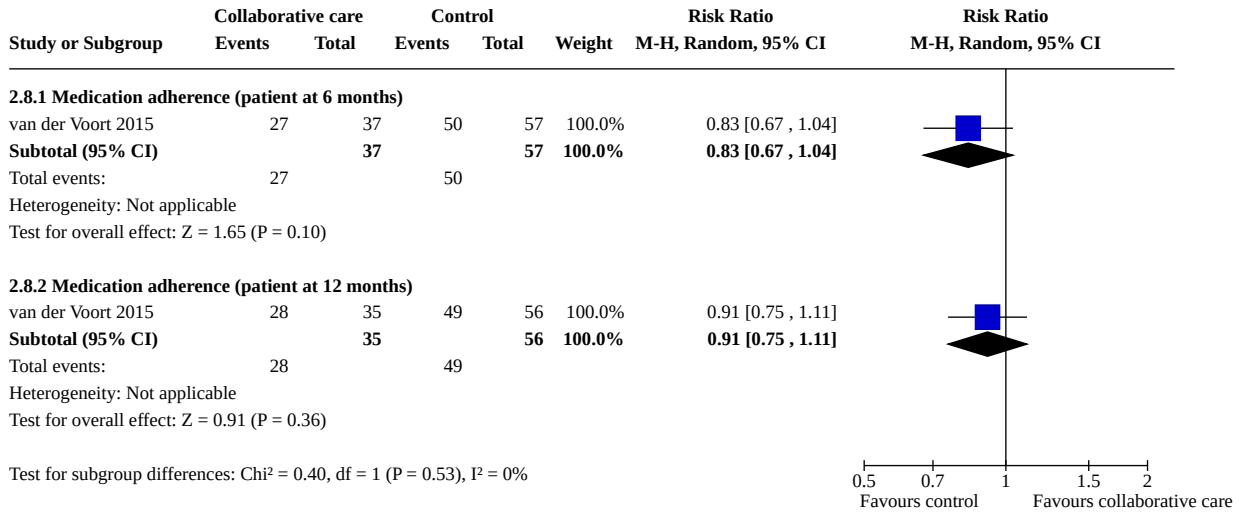 Collaborative care Control Risk Ratio Risk Ratio
Study or Subgroup Events Total Events Total Weight M-H, Random, 95% CI M-H, Random, 95% CI
2.8.1 Medication adherence (patient at 6 months)
van der Voort 2015 27 37 50 57 100.0% 0.83 [0.67 , 1.04]
Subtotal (95% CI) 37 57 100.0% 0.83 [0.67 , 1.04]
Total events: 27 50
Heterogeneity: Not applicable
Test for overall effect: Z = 1.65 (P = 0.10)
2.8.2 Medication adherence (patient at 12 months)
van der Voort 2015 28 35 49 56 100.0% 0.91 [0.75 , 1.11]
Subtotal (95% CI) 35 56 100.0% 0.91 [0.75 , 1.11]
Total events: 28 49
Heterogeneity: Not applicable
Test for overall effect: Z = 0.91 (P = 0.36)
Test for subgroup differences: Chi² = 0.40, df = 1 (P = 0.53), I² = 0%
0.5 0.7 1 1.5 2
Favours control Favours collaborative care